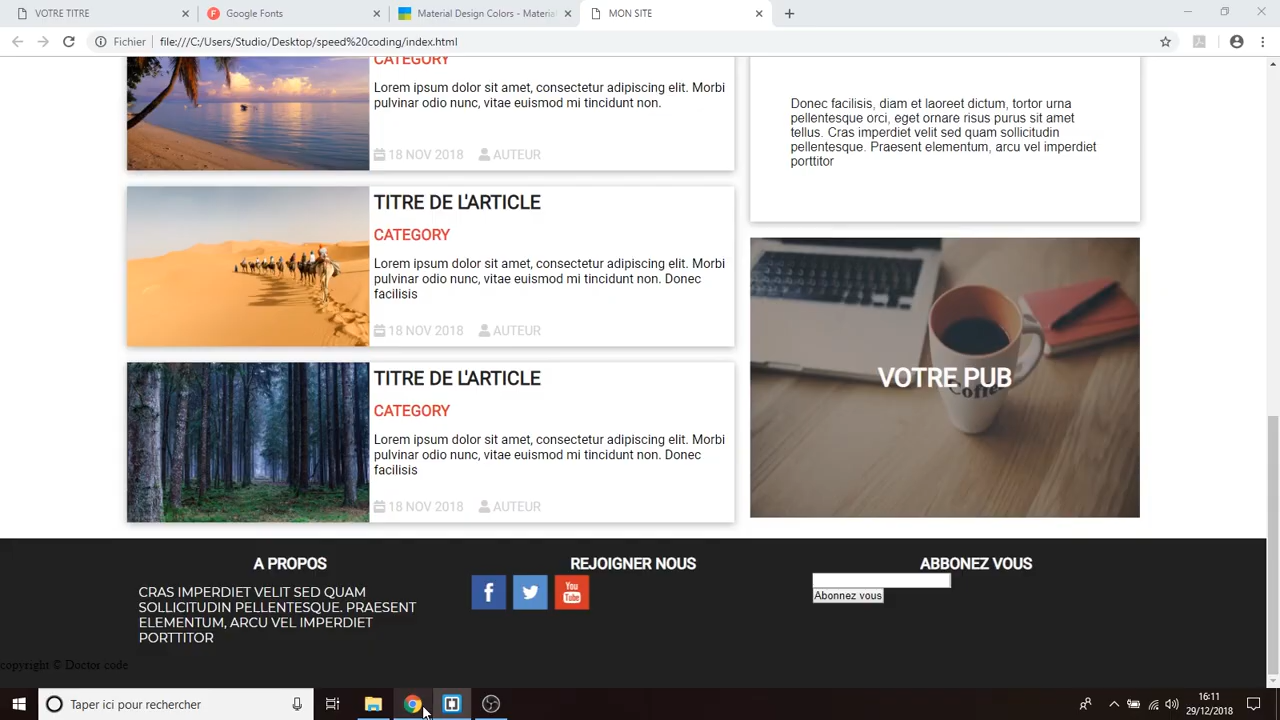 VOTRE TITRE
Google Fonts
Material Design Colors - Material
MON SITE
Fichier
file:///C:/Users/Studio/Desktop/speed%20coding/index.html
CATEGORY
Lorem ipsum dolor sit amet, consectetur adipiscing elit. Morbi
pulvinar odio nunc, vitae euismod mi tincidunt non.
18 NOV 2018 AUTEUR
TITRE DE L'ARTICLE
CATEGORY
Lorem ipsum dolor sit amet, consectetur adipiscing elit. Morbi
pulvinar odio nunc, vitae euismod mi tincidunt non. Donec
facilisis
18 NOV 2018 AUTEUR
TITRE DE L'ARTICLE
CATEGORY
Lorem ipsum dolor sit amet, consectetur adipiscing elit. Morbi
pulvinar odio nunc, vitae euismod mi tincidunt non. Donec
facilisis
18 NOV 2018 AUTEUR
Donec facilisis, diam et laoreet dictum, tortor urna
pellentesque orci, eget ornare risus purus sit amet
tellus. Cras imperdiet velit sed quam sollicitudin
pellentesque. Praesent elementum, arcu vel imperdiet
porttitor
VOTRE PUB
Coffee
A PROPOS
CRAS IMPERDIET VELIT SED QUAM
SOLLICITUDIN PELLENTESQUE. PRAESENT
ELEMENTUM, ARCU VEL IMPERDIET
PORTTITOR
REJOIGNER NOUS
You
Tube
ABBONEZ VOUS
Abonnez vous
copyright © Doctor code
Taper ici pour rechercher
16:11
29/12/2018